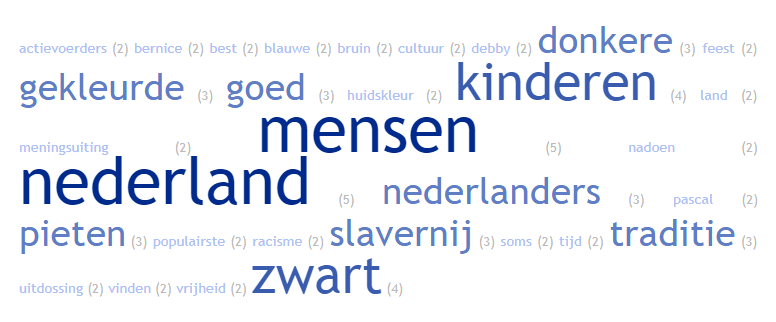 actievoerders (2) bernice (2) best (2) blauwe (2) bruin (2) cultuur (2) debby (2) donkere (3) feest (2)
gekleurde (3) goed (3) huidskleur (2) kinderen (4) land (2)
meningsuiting (2) mensen (5) nadoen (2)
nederland (5) nederlanders (3) pascal (2)
pieten (3) populairste (2) racisme (2) slavernij (3) soms (2) tijd (2) traditie (3)
uitdossing (2) vinden (2) vrijheid (2) zwart (4)